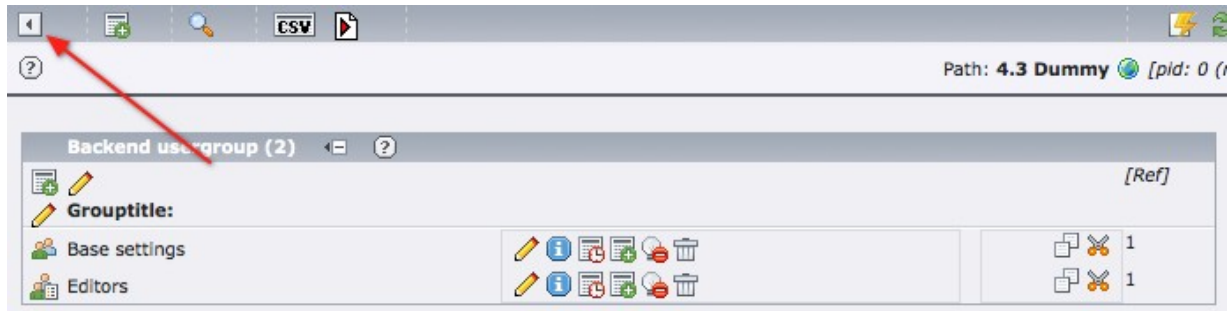 CSV
Path: 4.3 Dummy [pid: 0 (
Backend usergroup (2)
[Ref]
Grouptitle:
Base settings 1
Editors 1